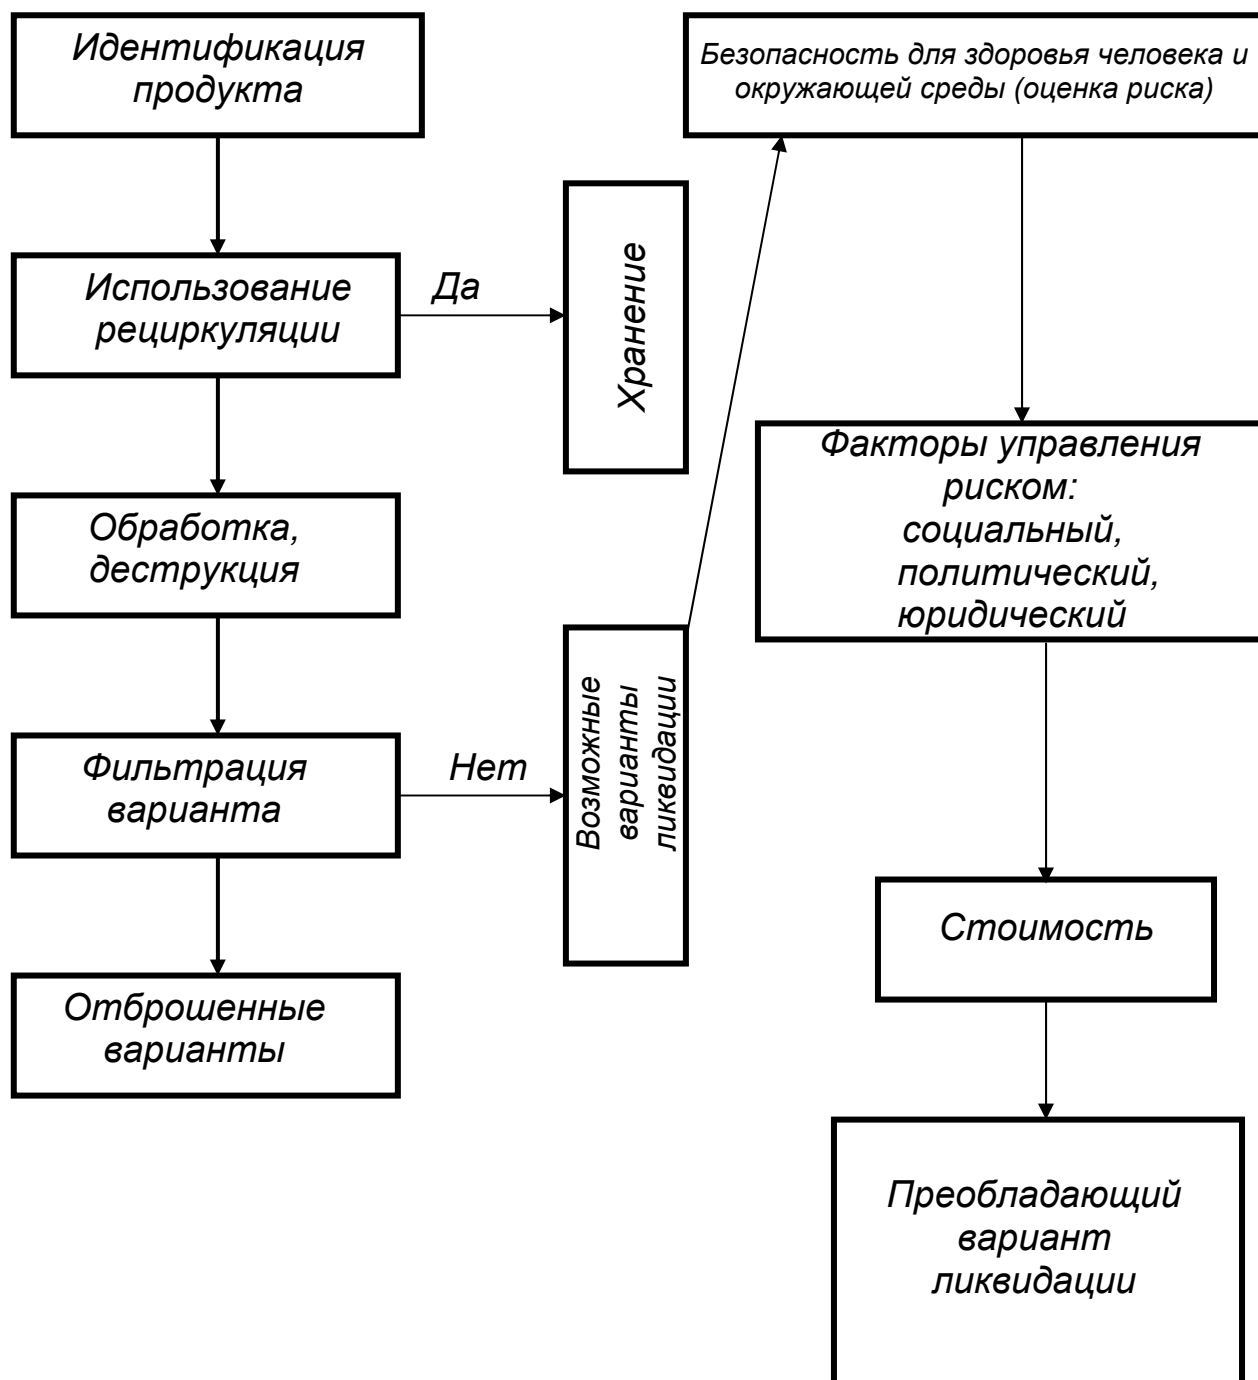 Идентификация
продукта
Использование
рециркуляции
Да
Хранение
Обработка,
деструкция
Фильтрация
варианта
Нет
Возможные
варианты
ликвидации
Отброшенные
варианты
Безопасность для здоровья человека и
окружающей среды (оценка риска)
Факторы управления
риском:
социальный,
политический,
юридический
Стоимость
Преобладающий
вариант
ликвидации